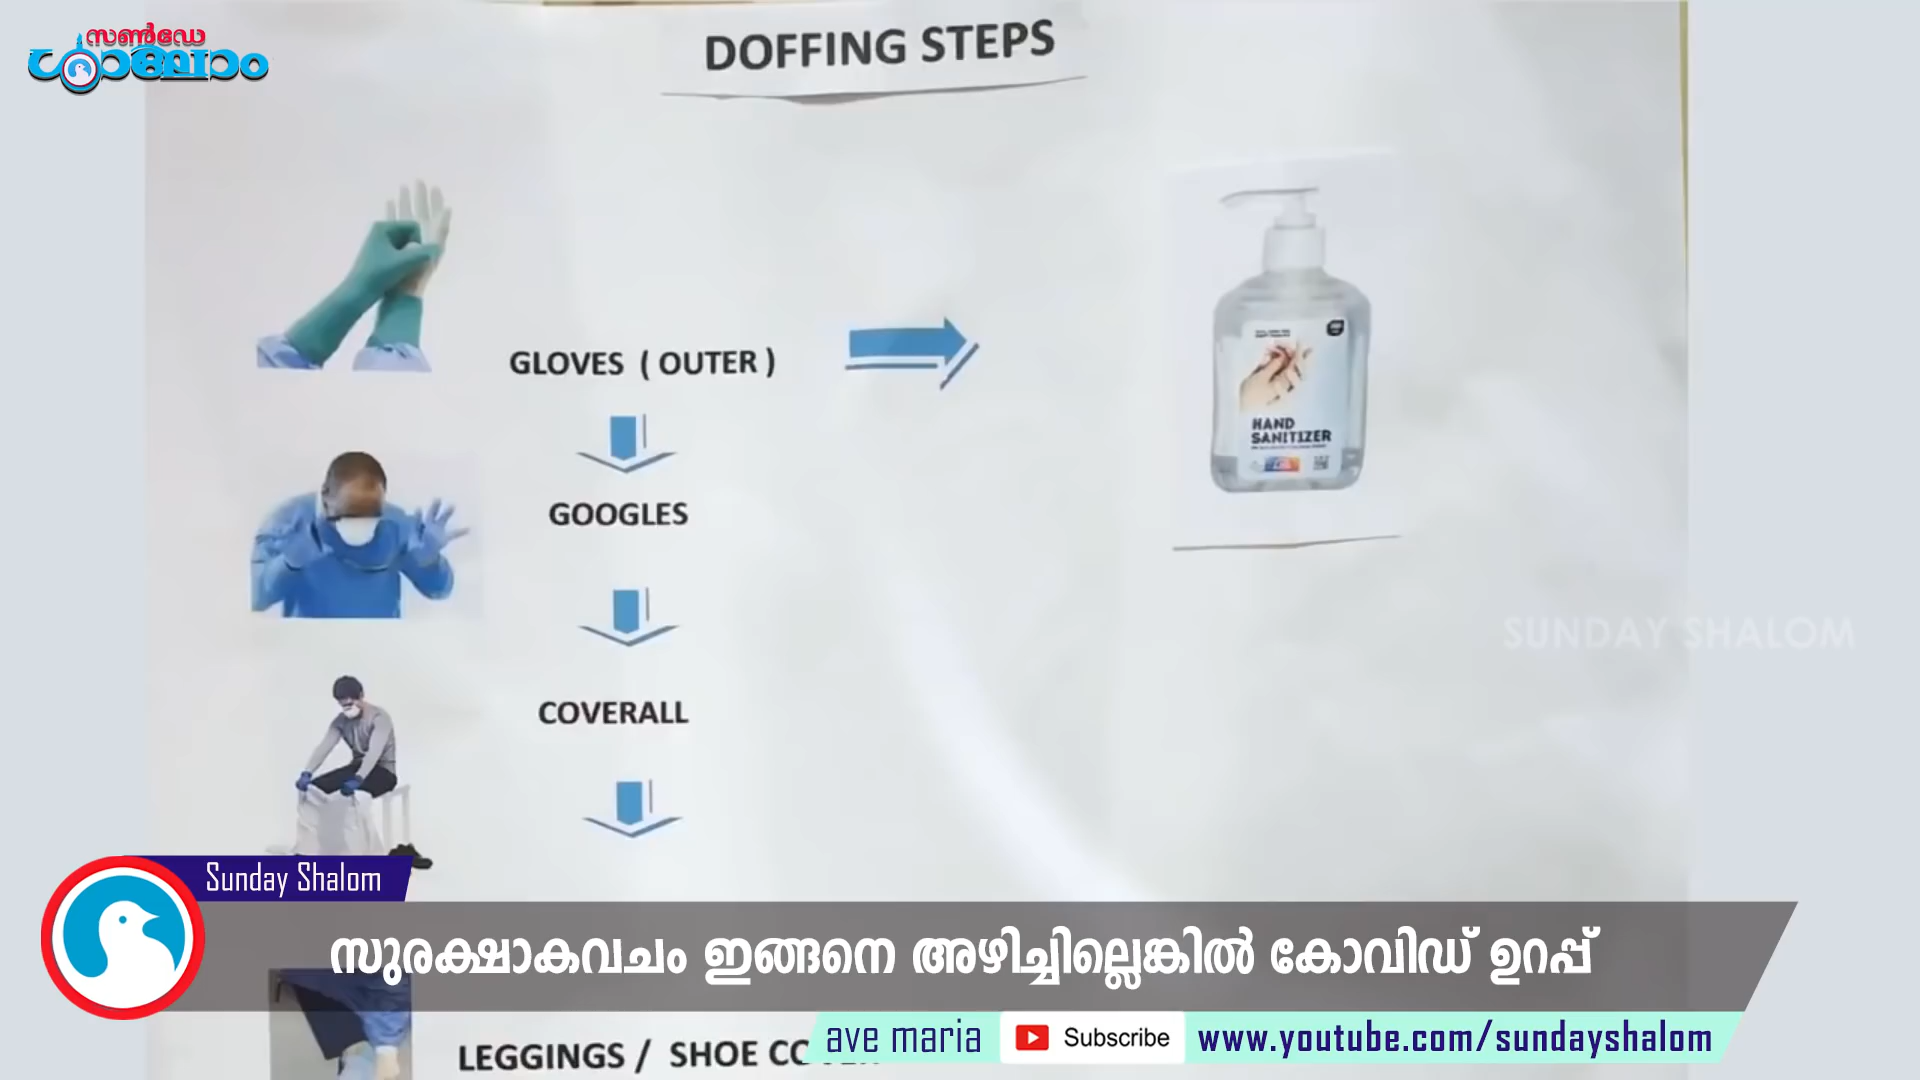 സൺഡേ
ശാലോം
DOFFING STEPS
GLOVES ( OUTER )
HAND
SANITIZER
GOOGLES
SUNDAY SHALOM
COVERALL
Sunday Shalom
സുരക്ഷാകവചം ഇങ്ങനെ അഴിച്ചില്ലെങ്കിൽ കോവിഡ് ഉറപ്പ്
LEGGINGS / SHOE
ave maria
Subscribe
www.youtube.com/sundayshalom